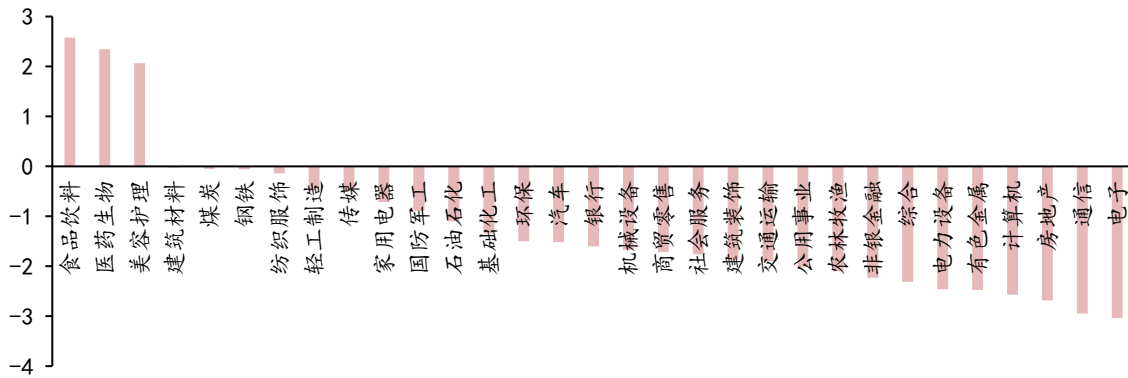 3
2
1
0
-1
-2
-3
-4
食品饮料
医药生物
美容护理
建筑材料
煤炭
钢铁
纺织服饰
轻工制造
传媒
家用电器
国防军工
石油石化
基础化工
环保
汽车
银行
机械设备
商贸零售
社会服务
建筑装饰
交通运输
公用事业
农林牧渔
非银金融
综合
电力设备
有色金属
计算机
房地产
通信
电子